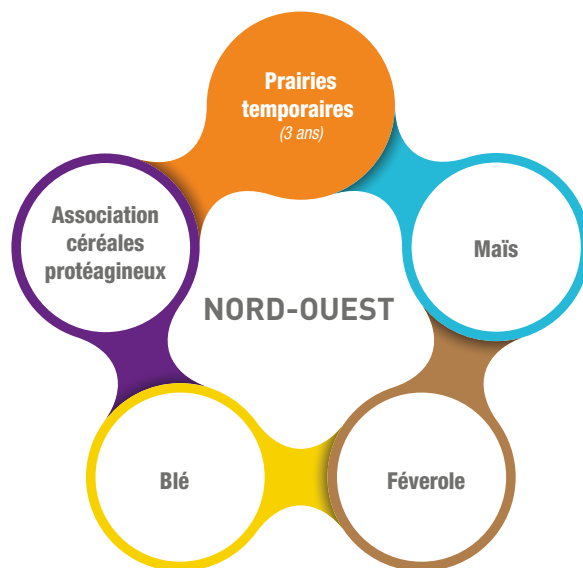 Prairies
temporaires
(3 ans)
Association
céréales
protéagineux
Maïs
NORD-OUEST
Blé
Féverole